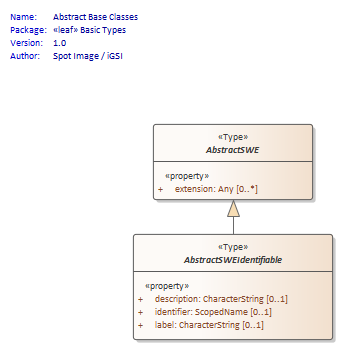 Name: Abstract Base Classes
Package: «leaf» Basic Types
Version: 1.0
Author: Spot Image / iGSI
«Type»
AbstractSWE
«property»
+ extension: Any [0..*]
«Type»
AbstractSWEIdentifiable
«property»
+ description: CharacterString [0..1]
+ identifier: ScopedName [0..1]
+ label: CharacterString [0..1]